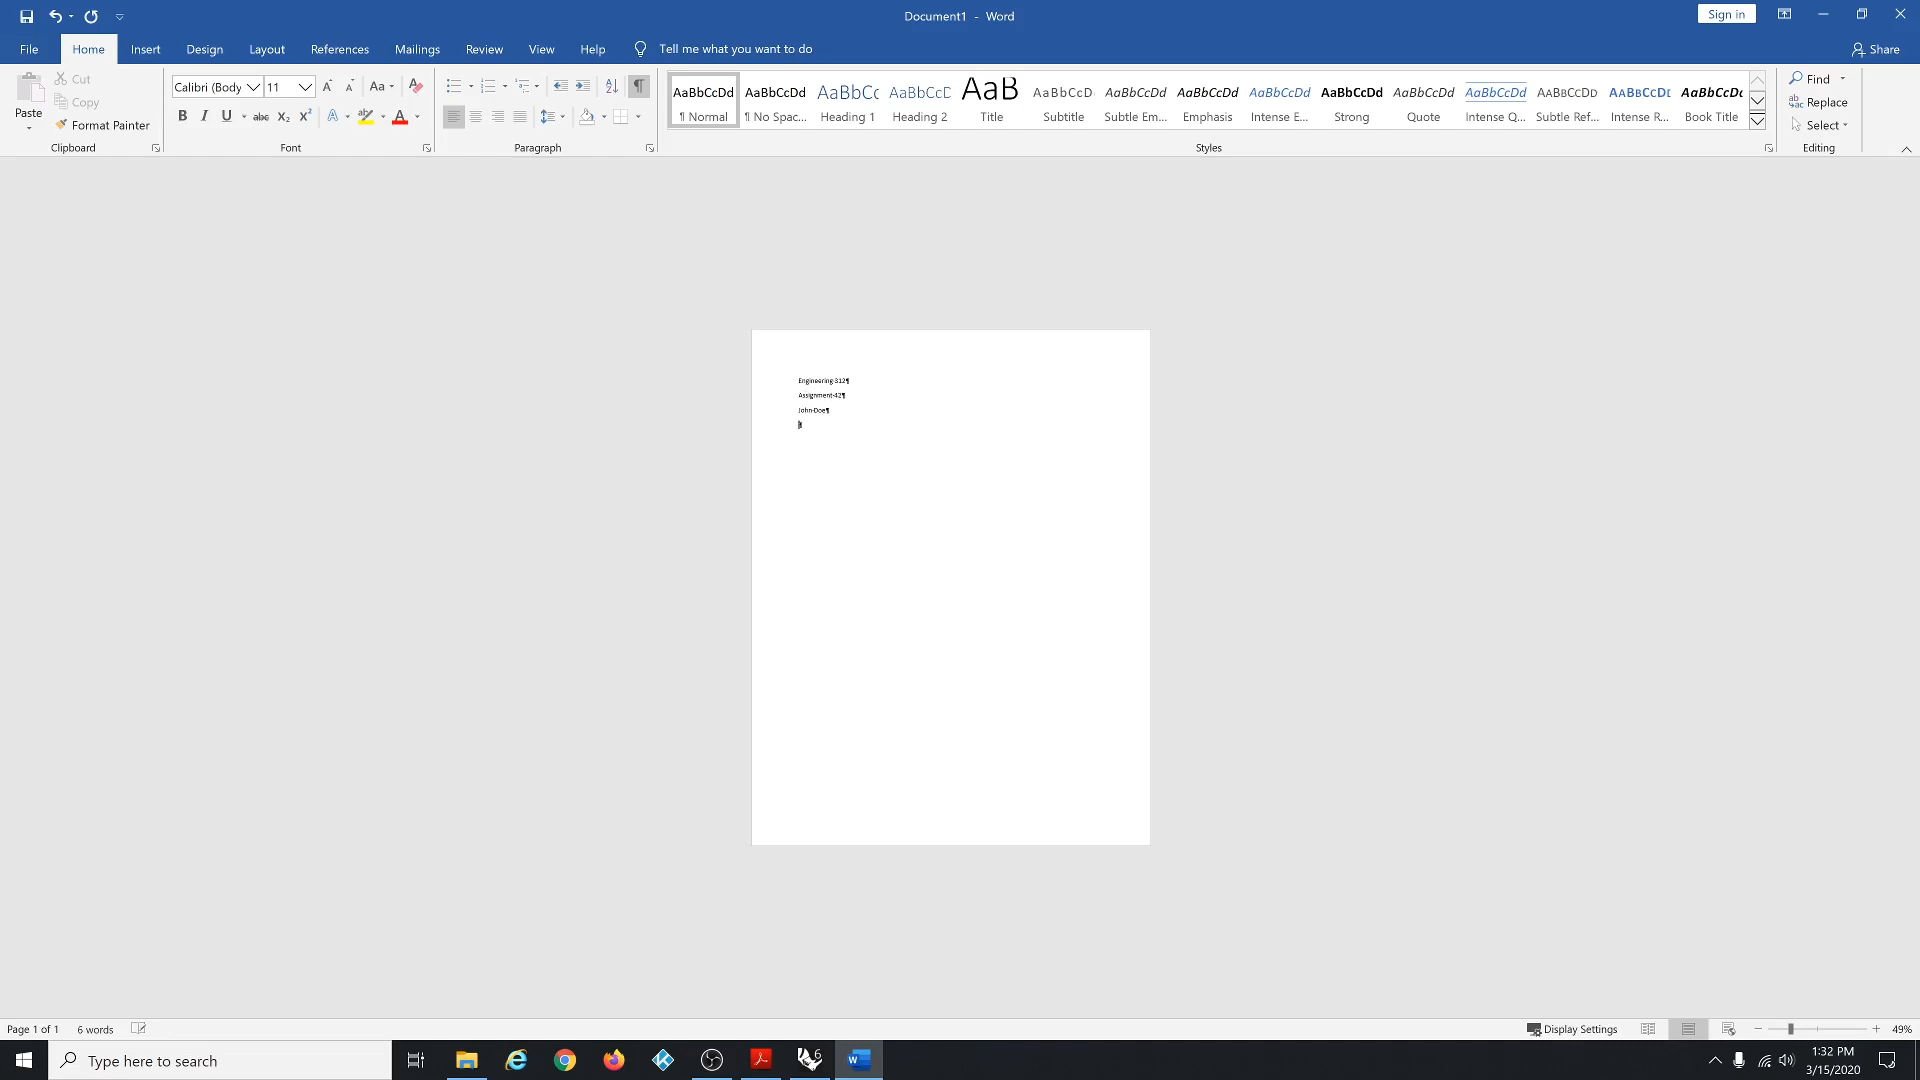 Document1 - Word
Sign in
File Home Insert Design Layout References Mailings Review View Help Tell me what you want to do Share
Paste
Cut
Copy
Format Painter
Clipboard
Calibri (Body 11
Aa
B I U abc X₂ X² A A
Font
Paragraph
AaBbCcDd AaBbCcDd AaBbCc AaBbCcD AaB AaBbCcD AaBbCcDd AaBbCcDd AaBbCcDd AaBbCcDd AaBbCcDd AaBbCcDd AaBbCcDd AaBbCcDd AaBbCcDd
¶ Normal ¶ No Spac... Heading 1 Heading 2 Title Subtitle Subtle Em... Emphasis Intense E... Strong Quote Intense Q... Subtle Ref... Intense R... Book Title
Styles
Find
Replace
Select
Editing
Engineering·312¶
Assignment·42¶
John·Doe¶
¶
Page 1 of 1 6 words
Display Settings
49%
Type here to search
1:32 PM
3/15/2020